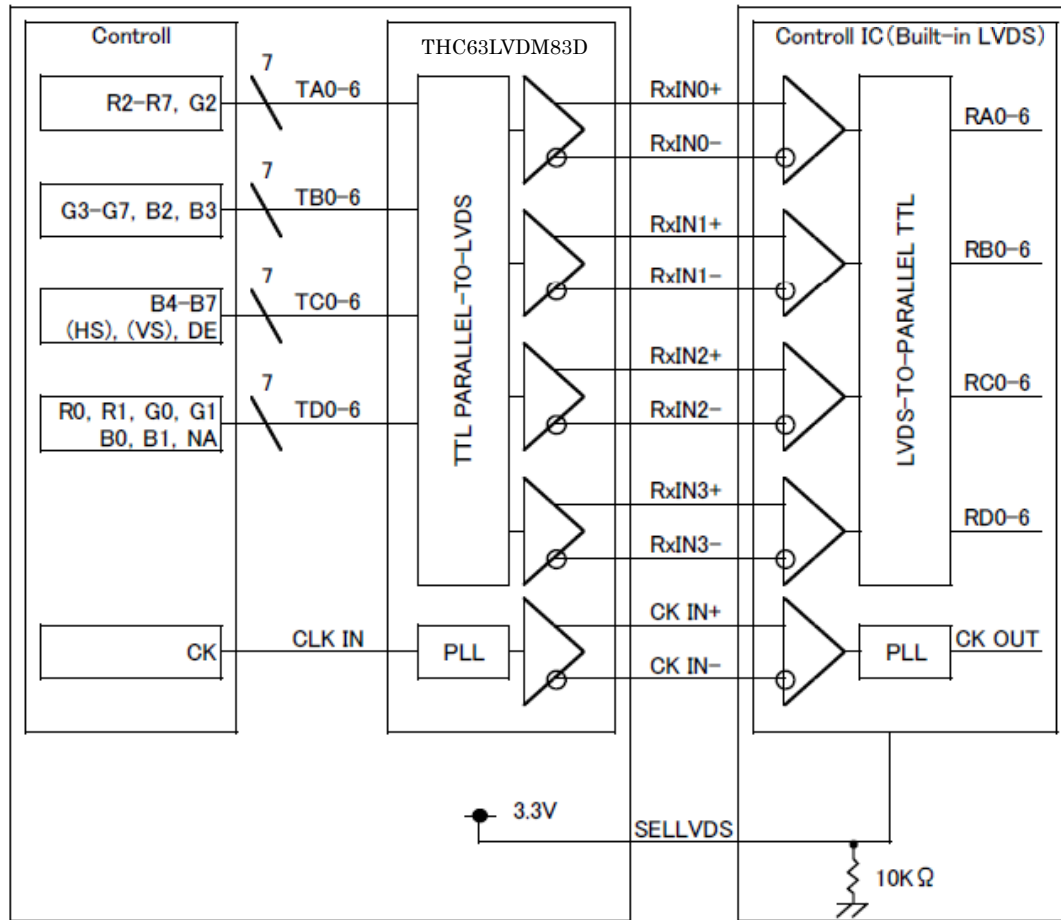 Controll
THC63LVDM83D
Controll IC(Built-in LVDS)
R2-R7, G2
7
TA0-6
RxIN0+
RxIN0-
RA0-6
G3-G7, B2, B3
7
TB0-6
RxIN1+
RxIN1-
RB0-6
B4-B7
(HS), (VS), DE
7
TC0-6
RxIN2+
RxIN2-
RC0-6
R0, R1, G0, G1
B0, B1, NA
7
TD0-6
RxIN3+
RxIN3-
RD0-6
TTL PARALLEL-TO-LVDS
LVDS-TO-PARALLEL TTL
CK
CLK IN
PLL
CK IN+
CK IN-
PLL
CK OUT
3.3V
SELLVDS
10KΩ